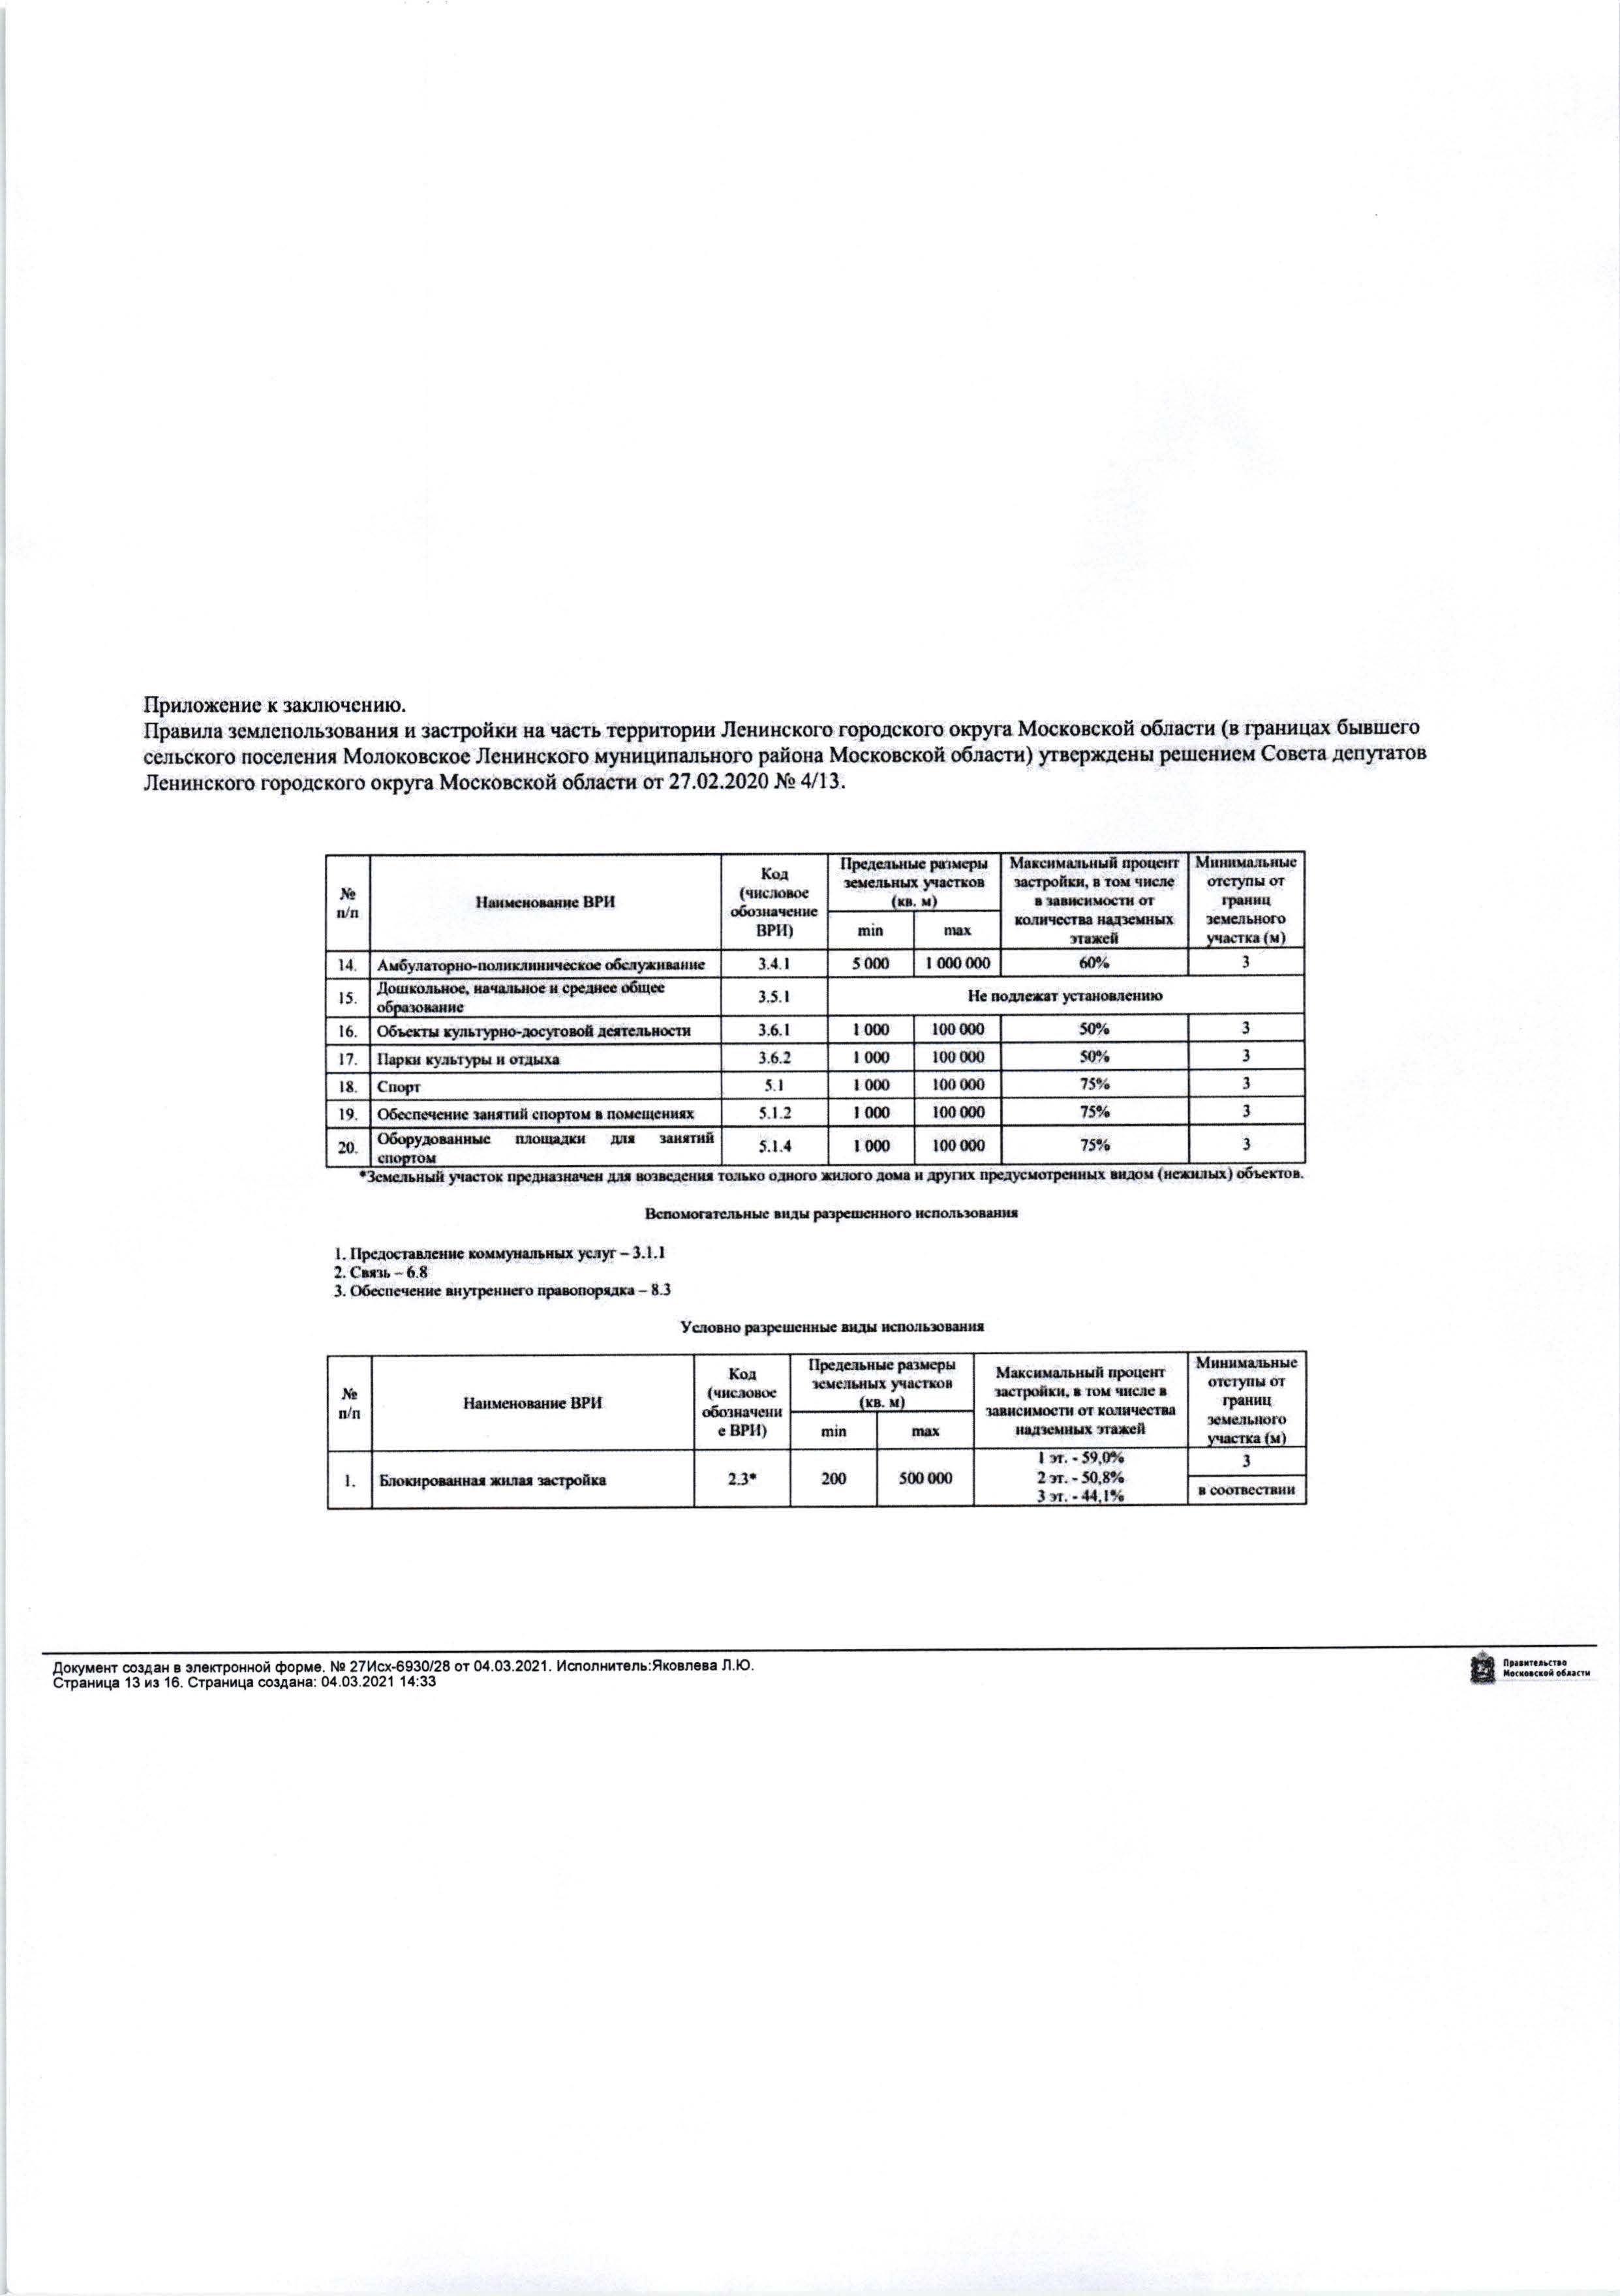 Приложение к заключению.
Правила землепользования и застройки на часть территории Ленинского городского округа Московской области (в границах бывшего
сельского поселения Молоковское Ленинского муниципального района Московской области) утверждены решением Совета депутатов
Ленинского городского округа Московской области от 27.02.2020 № 4/13.
№ п/п Наименование ВРИ Код (числовое обозначение ВРИ) Предельные размеры земельных участков (кв. м) min max Максимальный процент застройки, в том числе в зависимости от количества надземных этажей Минимальные отступы от границ земельного участка (м)
14. Амбулаторно-поликлиническое обслуживание 3.4.1 5 000 1 000 000 60% 3
15. Дошкольное, начальное и среднее общее образование 3.5.1 Не подлежат установлению
16. Объекты культурно-досуговой деятельности 3.6.1 1 000 100 000 50% 3
17. Парки культуры и отдыха 3.6.2 1 000 100 000 50% 3
18. Спорт 5.1 1 000 100 000 75% 3
19. Обеспечение занятий спортом в помещениях 5.1.2 1 000 100 000 75% 3
20. Оборудованные площадки для занятий спортом 5.1.4 1 000 100 000 75% 3
*Земельный участок предназначен для возведения только одного жилого дома и других предусмотренных видом (нежилых) объектов.
Вспомогательные виды разрешенного использования
1. Предоставление коммунальных услуг – 3.1.1
2. Связь – 6.8
3. Обеспечение внутреннего правопорядка – 8.3
Условно разрешенные виды использования
№ п/п Наименование ВРИ Код (числовое обозначени е ВРИ) Предельные размеры земельных участков (кв. м) min max Максимальный процент застройки, в том числе в зависимости от количества надземных этажей Минимальные отступы от границ земельного участка (м)
1. Блокированная жилая застройка 2.3* 200 500 000 1 эт. - 59,0% 2 эт. - 50,8% 3 эт. - 44,1% 3 в соотвествии
Документ создан в электронной форме. № 27Исх-6930/28 от 04.03.2021. Исполнитель:Яковлева Л.Ю.
Страница 13 из 16. Страница создана: 04.03.2021 14:33
Правительство
Московской области